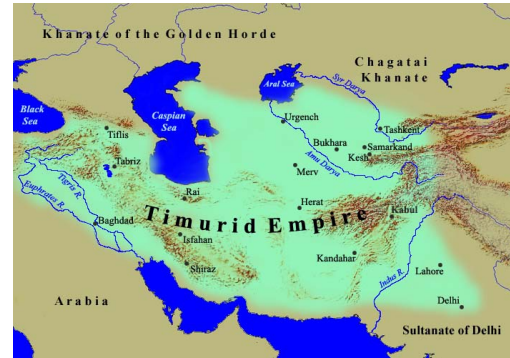 Khanate of the Golden Horde
Chagatai
Khanate
Aral Sea
Syr Darya
Black
Sea
Caspian
Sea
Urgench
Tiflis
Tashkent
Bukhara
Samarkand
Kesh
Amu Darya
Tabriz
Merv
Tigris R.
Euphrates R.
Rai
Herat
Kabul
Timurid Empire
Baghdad
Isfahan
Kandahar
Shiraz
Indus R.
Lahore
Arabia
Delhi
Sultanate of Delhi